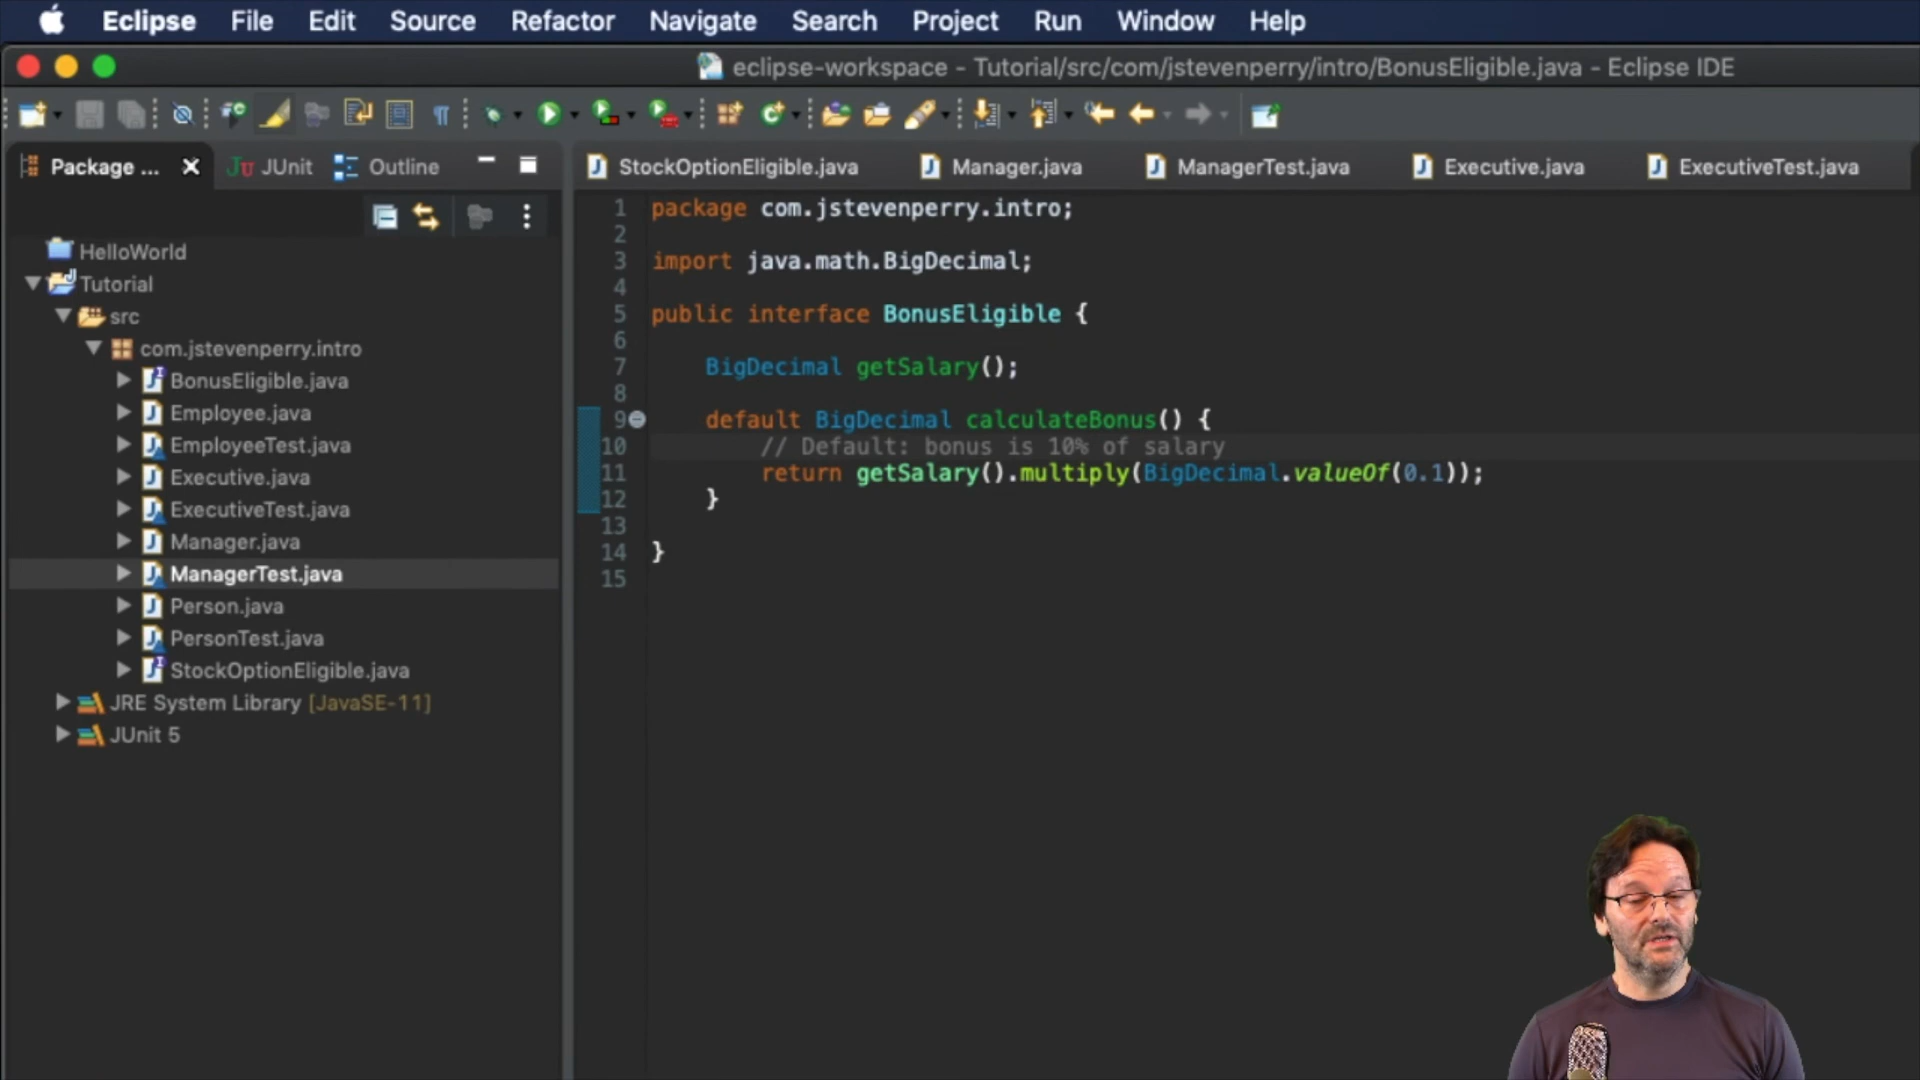 Eclipse File Edit Source Refactor Navigate Search Project Run Window Help
eclipse-workspace - Tutorial/src/com/jstevenperry/intro/BonusEligible.java - Eclipse IDE
Package ... JUnit Outline
StockOptionEligible.java Manager.java ManagerTest.java Executive.java ExecutiveTest.java
HelloWorld
Tutorial
src
com.jstevenperry.intro
BonusEligible.java
Employee.java
EmployeeTest.java
Executive.java
ExecutiveTest.java
Manager.java
ManagerTest.java
Person.java
PersonTest.java
StockOptionEligible.java
JRE System Library [JavaSE-11]
JUnit 5
1 package com.jstevenperry.intro;
2
3 import java.math.BigDecimal;
4
5 public interface BonusEligible {
6
7 BigDecimal getSalary();
8
9 default BigDecimal calculateBonus() {
10 // Default: bonus is 10% of salary
11 return getSalary().multiply(BigDecimal.valueOf(0.1));
12 }
13
14 }
15